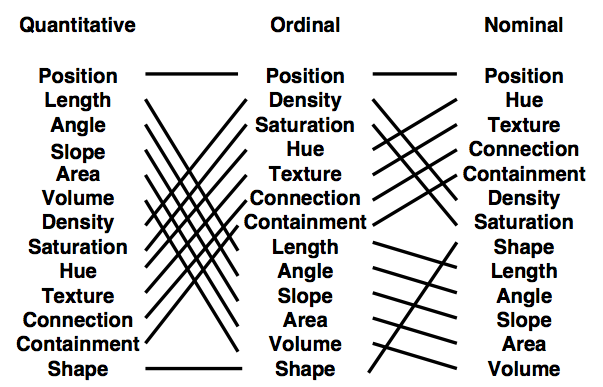 Quantitative Ordinal Nominal
Position Position Position
Length Density Hue
Angle Saturation Texture
Slope Hue Connection
Area Texture Containment
Volume Connection Density
Density Containment Saturation
Saturation Length Shape
Hue Angle Length
Texture Slope Angle
Connection Area Slope
Containment Volume Area
Shape Shape Volume